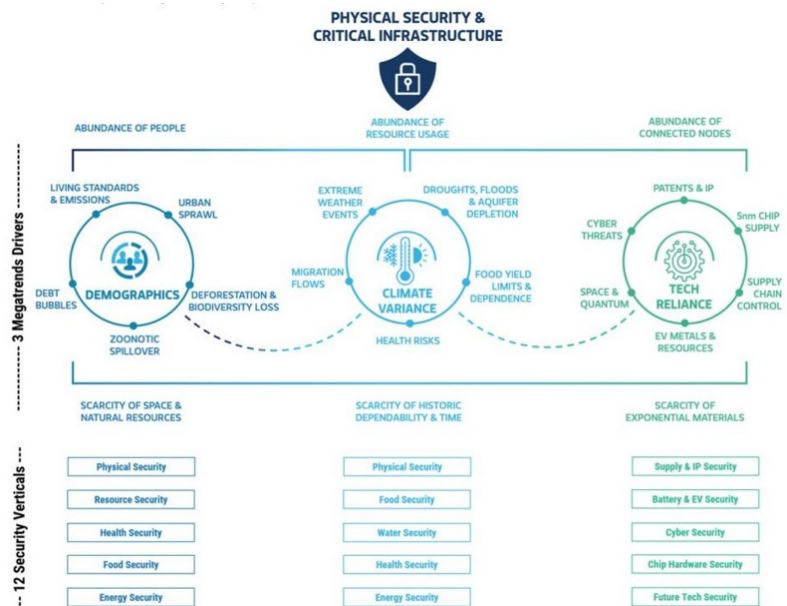 PHYSICAL SECURITY &
CRITICAL INFRASTRUCTURE
ABUNDANCE OF PEOPLE
ABUNDANCE OF
RESOURCE USAGE
ABUNDANCE OF
CONNECTED NODES
3 Megatrends Drivers
LIVING STANDARDS
& EMISSIONS
URBAN
SPRAWL
DEBT
BUBBLES
DEMOGRAPHICS
DEFORESTATION &
BIODIVERSITY LOSS
ZOONOTIC
SPILLOVER
EXTREME
WEATHER
EVENTS
DROUGHTS, FLOODS
& AQUIFER
DEPLETION
MIGRATION
FLOWS
CLIMATE
VARIANCE
FOOD YIELD
LIMITS &
DEPENDENCE
HEALTH RISKS
PATENTS & IP
CYBER
THREATS
5nm CHIP
SUPPLY
SPACE &
QUANTUM
TECH
RELIANCE
SUPPLY
CHAIN
CONTROL
EV METALS &
RESOURCES
SCARCITY OF SPACE &
NATURAL RESOURCES
SCARCITY OF HISTORIC
DEPENDABILITY & TIME
SCARCITY OF
EXPONENTIAL MATERIALS
12 Security Verticals
Physical Security
Resource Security
Health Security
Food Security
Energy Security
Physical Security
Food Security
Water Security
Health Security
Energy Security
Supply & IP Security
Battery & EV Security
Cyber Security
Chip Hardware Security
Future Tech Security